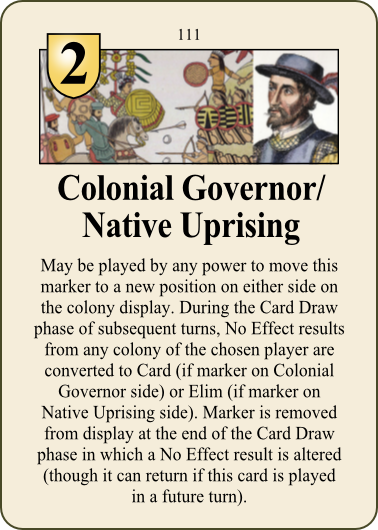 111
2
Colonial Governor/
Native Uprising
May be played by any power to move this
marker to a new position on either side on
the colony display. During the Card Draw
phase of subsequent turns, No Effect results
from any colony of the chosen player are
converted to Card (if marker on Colonial
Governor side) or Elim (if marker on
Native Uprising side). Marker is removed
from display at the end of the Card Draw
phase in which a No Effect result is altered
(though it can return if this card is played
in a future turn).